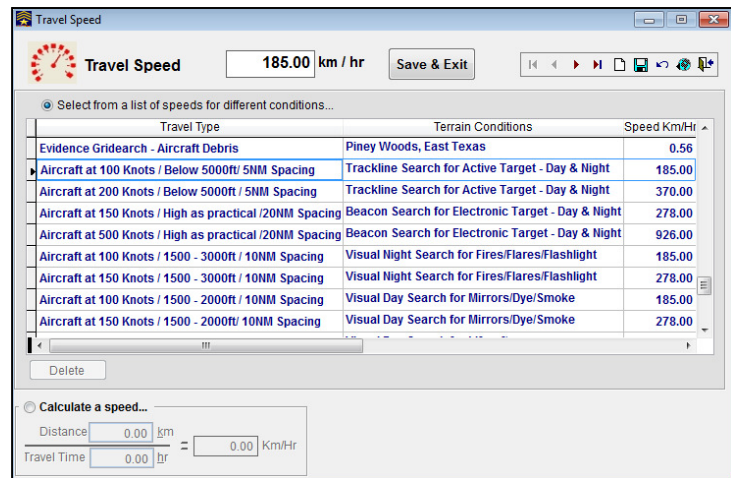 Travel Speed
Travel Speed 185.00 km / hr Save & Exit
Select from a list of speeds for different conditions...
Travel Type Terrain Conditions Speed Km/Hr
Evidence Gridearch - Aircraft Debris Piney Woods, East Texas 0.56
Aircraft at 100 Knots / Below 5000ft/ 5NM Spacing Trackline Search for Active Target - Day & Night 185.00
Aircraft at 200 Knots / Below 5000ft / 5NM Spacing Trackline Search for Active Target - Day & Night 370.00
Aircraft at 150 Knots / High as practical /20NM Spacing Beacon Search for Electronic Target - Day & Night 278.00
Aircraft at 500 Knots / High as practical /20NM Spacing Beacon Search for Electronic Target - Day & Night 926.00
Aircraft at 100 Knots / 1500 - 3000ft / 10NM Spacing Visual Night Search for Fires/Flares/Flashlight 185.00
Aircraft at 150 Knots / 1500 - 3000ft / 10NM Spacing Visual Night Search for Fires/Flares/Flashlight 278.00
Aircraft at 100 Knots / 1500 - 2000ft / 10NM Spacing Visual Day Search for Mirrors/Dye/Smoke 185.00
Aircraft at 150 Knots / 1500 - 2000ft/ 10NM Spacing Visual Day Search for Mirrors/Dye/Smoke 278.00
Delete
Calculate a speed...
Distance 0.00 km
= 0.00 Km/Hr
Travel Time 0.00 hr